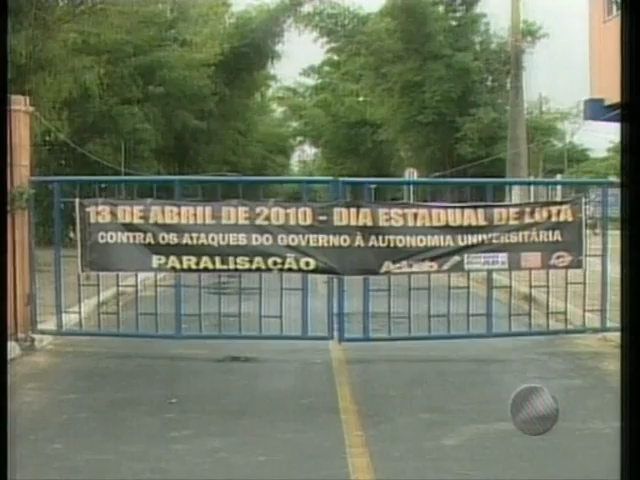 13 DE ABRIL DE 2010 - DIA ESTADUAL DE LUTA
CONTRA OS ATAQUES DO GOVERNO À AUTONOMIA UNIVERSITÁRIA
PARALISAÇÃO